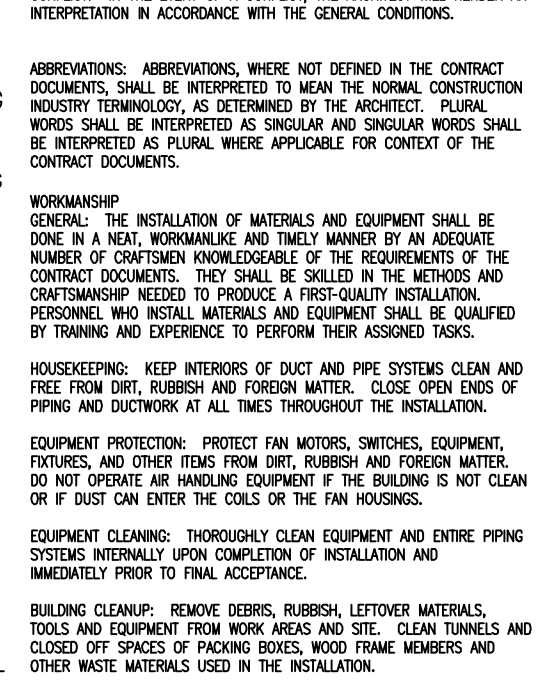 INTERPRETATION IN ACCORDANCE WITH THE GENERAL CONDITIONS.
ABBREVIATIONS: ABBREVIATIONS, WHERE NOT DEFINED IN THE CONTRACT
DOCUMENTS, SHALL BE INTERPRETED TO MEAN THE NORMAL CONSTRUCTION
INDUSTRY TERMINOLOGY, AS DETERMINED BY THE ARCHITECT. PLURAL
WORDS SHALL BE INTERPRETED AS SINGULAR AND SINGULAR WORDS SHALL
BE INTERPRETED AS PLURAL WHERE APPLICABLE FOR CONTEXT OF THE
CONTRACT DOCUMENTS.
WORKMANSHIP
GENERAL: THE INSTALLATION OF MATERIALS AND EQUIPMENT SHALL BE
DONE IN A NEAT, WORKMANLIKE AND TIMELY MANNER BY AN ADEQUATE
NUMBER OF CRAFTSMEN KNOWLEDGEABLE OF THE REQUIREMENTS OF THE
CONTRACT DOCUMENTS. THEY SHALL BE SKILLED IN THE METHODS AND
CRAFTSMANSHIP NEEDED TO PRODUCE A FIRST-QUALITY INSTALLATION.
PERSONNEL WHO INSTALL MATERIALS AND EQUIPMENT SHALL BE QUALIFIED
BY TRAINING AND EXPERIENCE TO PERFORM THEIR ASSIGNED TASKS.
HOUSEKEEPING: KEEP INTERIORS OF DUCT AND PIPE SYSTEMS CLEAN AND
FREE FROM DIRT, RUBBISH AND FOREIGN MATTER. CLOSE OPEN ENDS OF
PIPING AND DUCTWORK AT ALL TIMES THROUGHOUT THE INSTALLATION.
EQUIPMENT PROTECTION: PROTECT FAN MOTORS, SWITCHES, EQUIPMENT,
FIXTURES, AND OTHER ITEMS FROM DIRT, RUBBISH AND FOREIGN MATTER.
DO NOT OPERATE AIR HANDLING EQUIPMENT IF THE BUILDING IS NOT CLEAN
OR IF DUST CAN ENTER THE COILS OR THE FAN HOUSINGS.
EQUIPMENT CLEANING: THOROUGHLY CLEAN EQUIPMENT AND ENTIRE PIPING
SYSTEMS INTERNALLY UPON COMPLETION OF INSTALLATION AND
IMMEDIATELY PRIOR TO FINAL ACCEPTANCE.
BUILDING CLEANUP: REMOVE DEBRIS, RUBBISH, LEFTOVER MATERIALS,
TOOLS AND EQUIPMENT FROM WORK AREAS AND SITE. CLEAN TUNNELS AND
CLOSED OFF SPACES OF PACKING BOXES, WOOD FRAME MEMBERS AND
OTHER WASTE MATERIALS USED IN THE INSTALLATION.